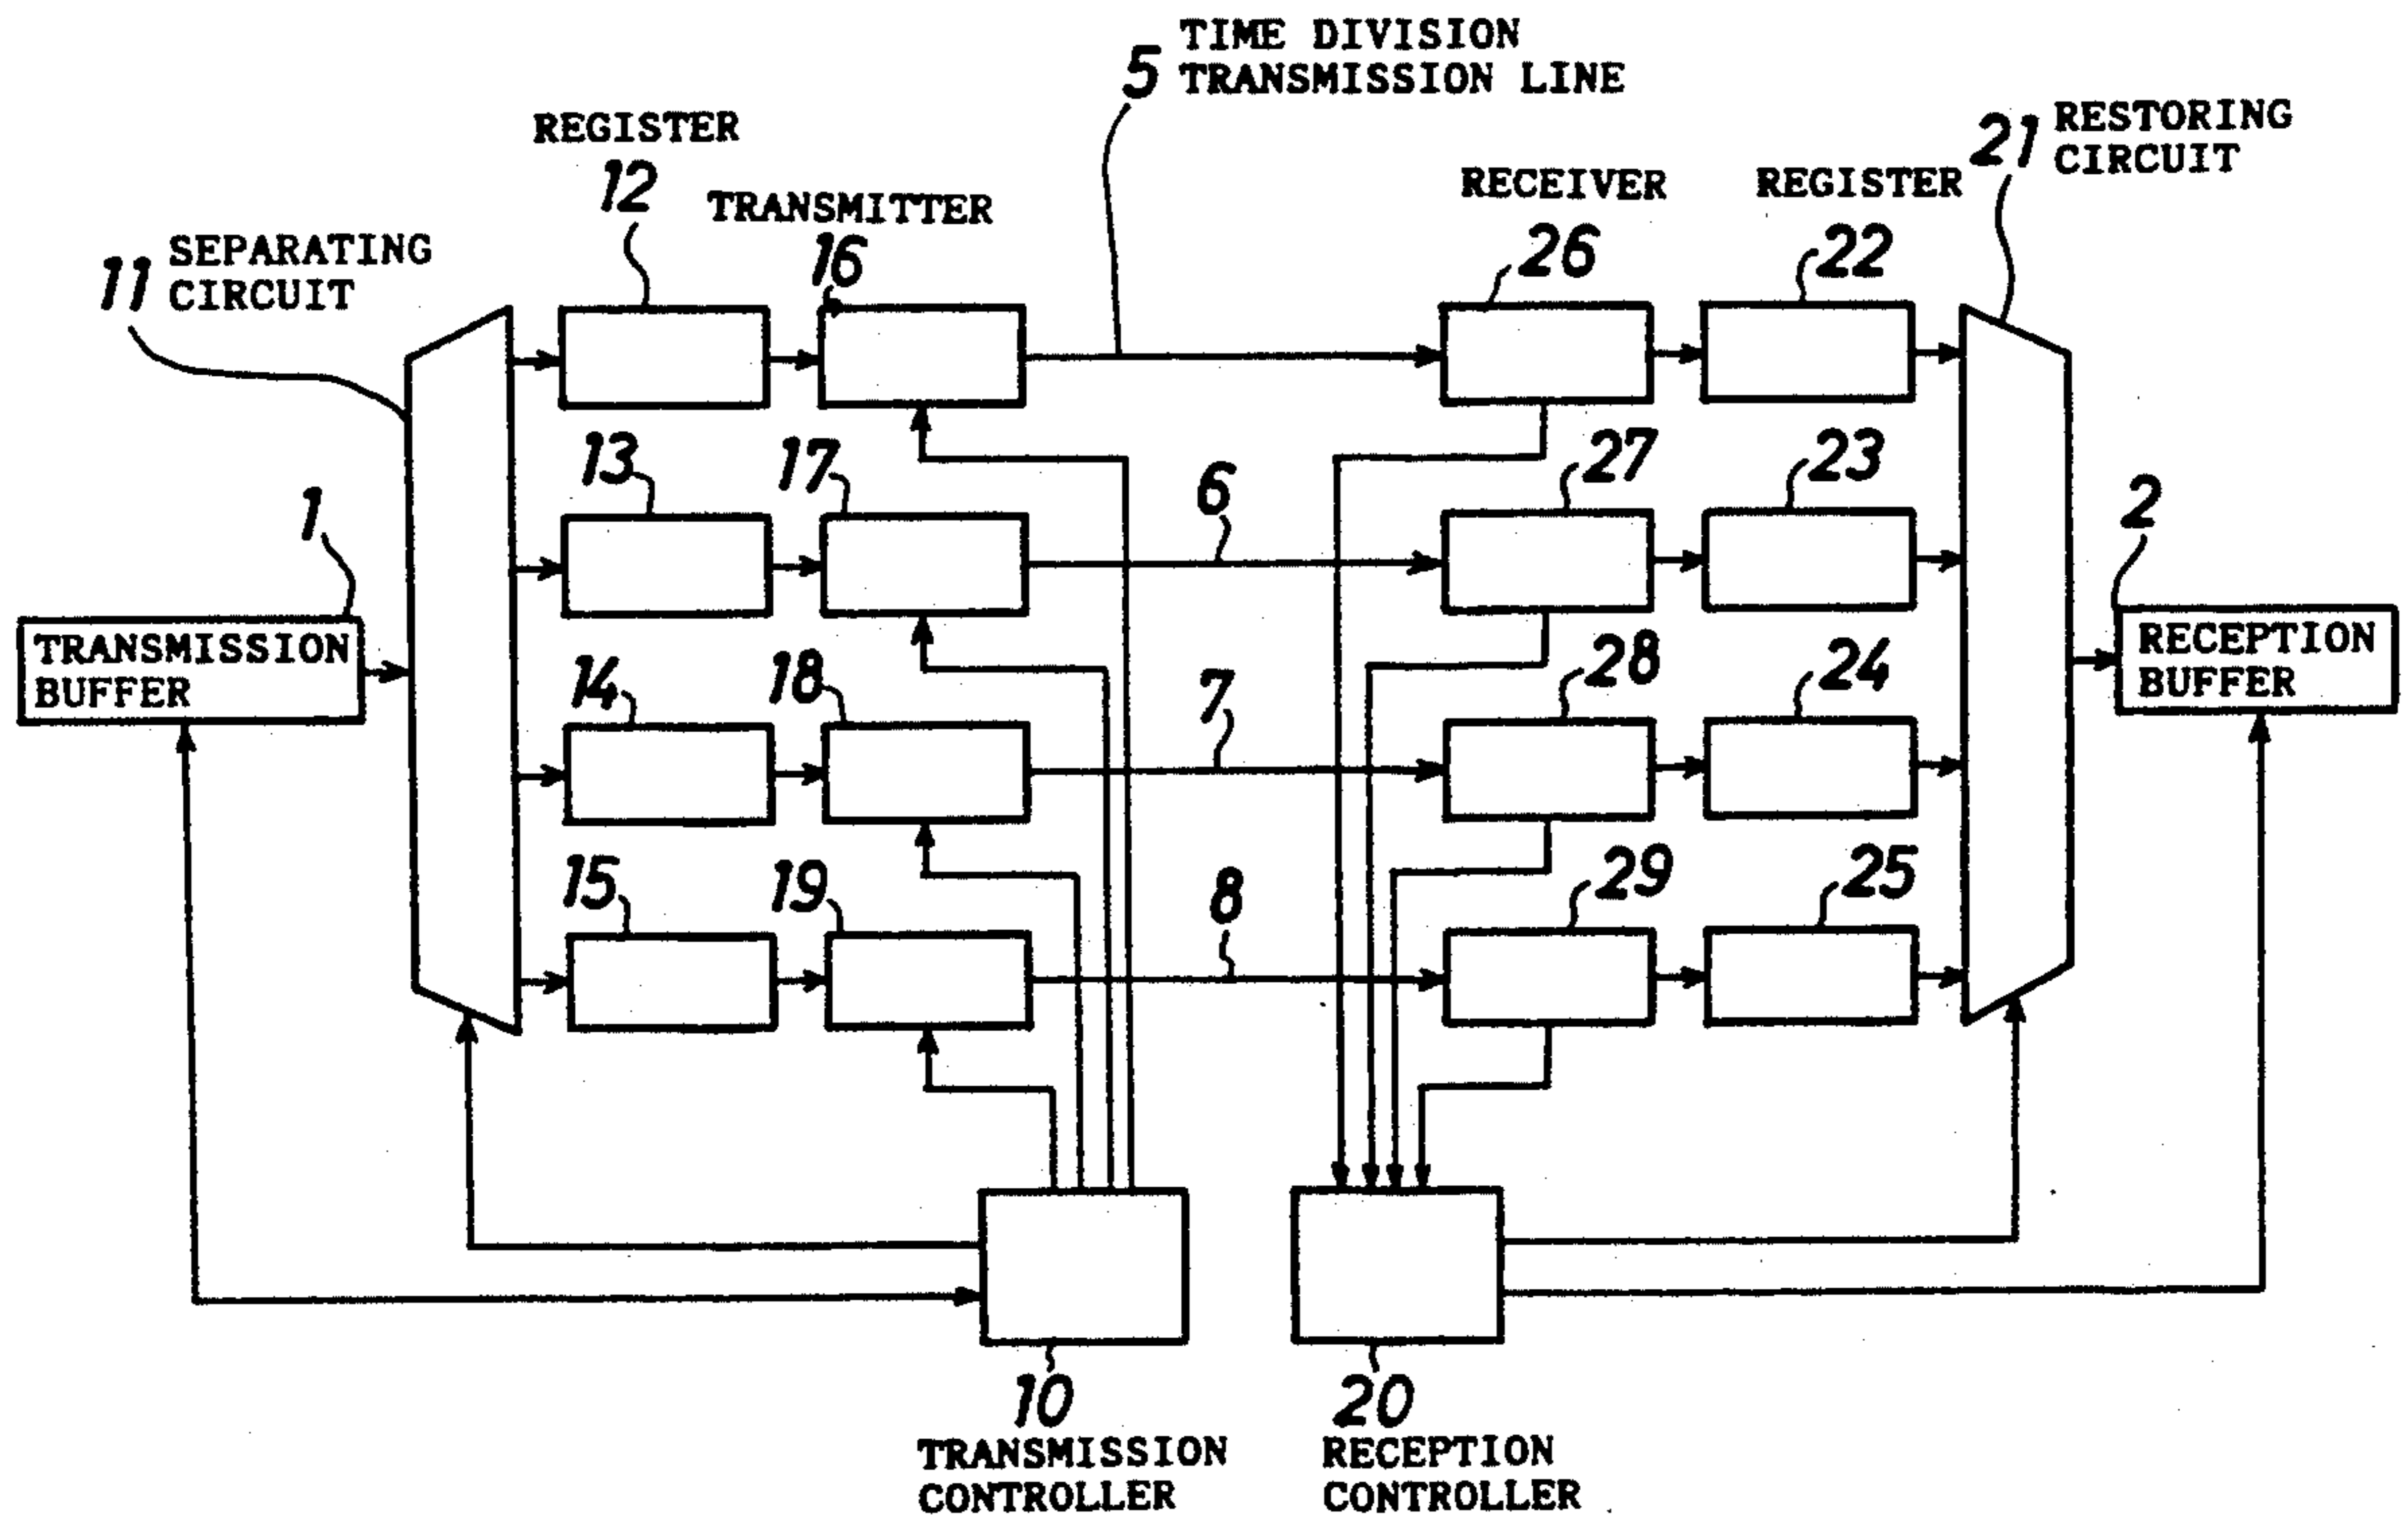 5 TIME DIVISION
TRANSMISSION LINE
REGISTER
12
TRANSMITTER
16
RECEIVER
26
REGISTER
22
21 RESTORING
CIRCUIT
11 SEPARATING
CIRCUIT
13
17
6
27
23
1
TRANSMISSION
BUFFER
2
RECEPTION
BUFFER
14
18
7
28
24
15
19
8
29
25
10
TRANSMISSION
CONTROLLER
20
RECEPTION
CONTROLLER